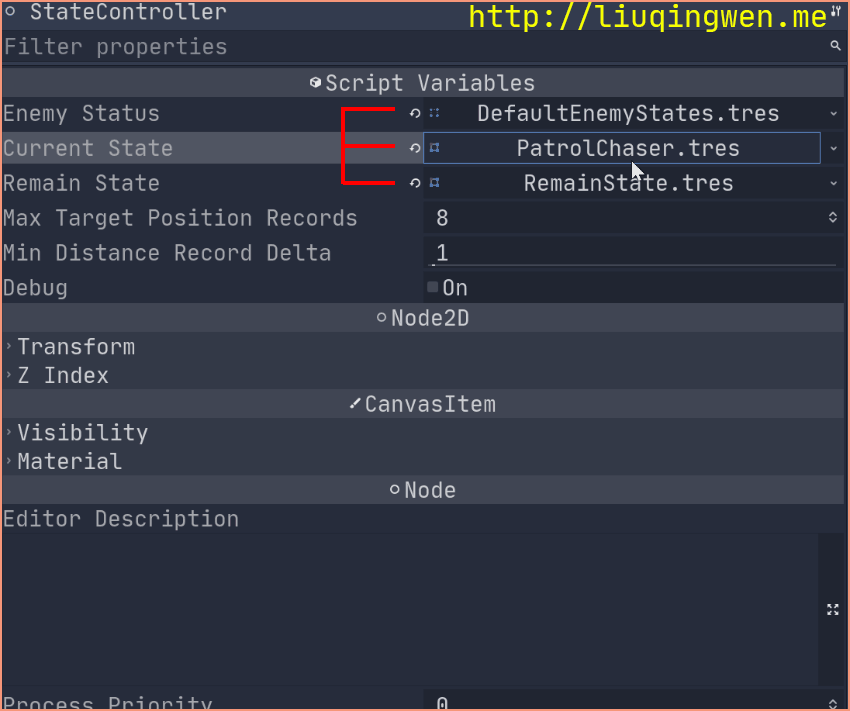 StateController
http://liuqingwen.me
Filter properties
Script Variables
Enemy Status DefaultEnemyStates.tres
Current State PatrolChaser.tres
Remain State RemainState.tres
Max Target Position Records 8
Min Distance Record Delta 1
Debug On
Node2D
Transform
Z Index
CanvasItem
Visibility
Material
Node
Editor Description
Process Priority 0